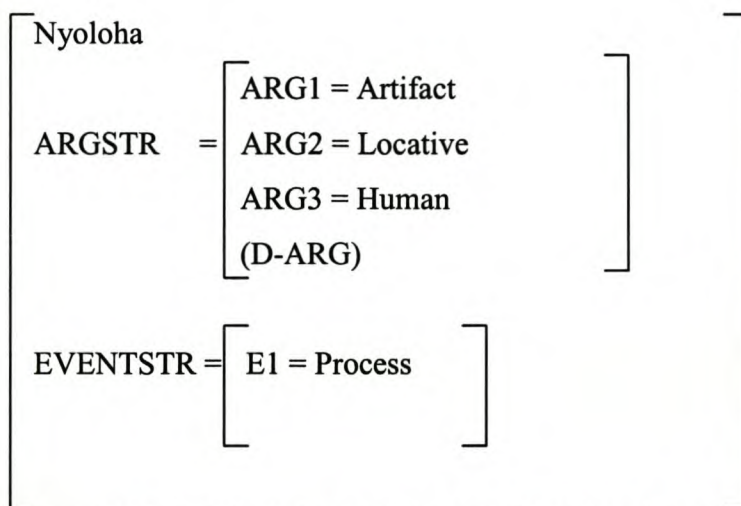 Nyoloha
ARG1 = Artifact
ARGSTR = ARG2 = Locative
ARG3 = Human
(D-ARG)
EVENTSTR = E1 = Process